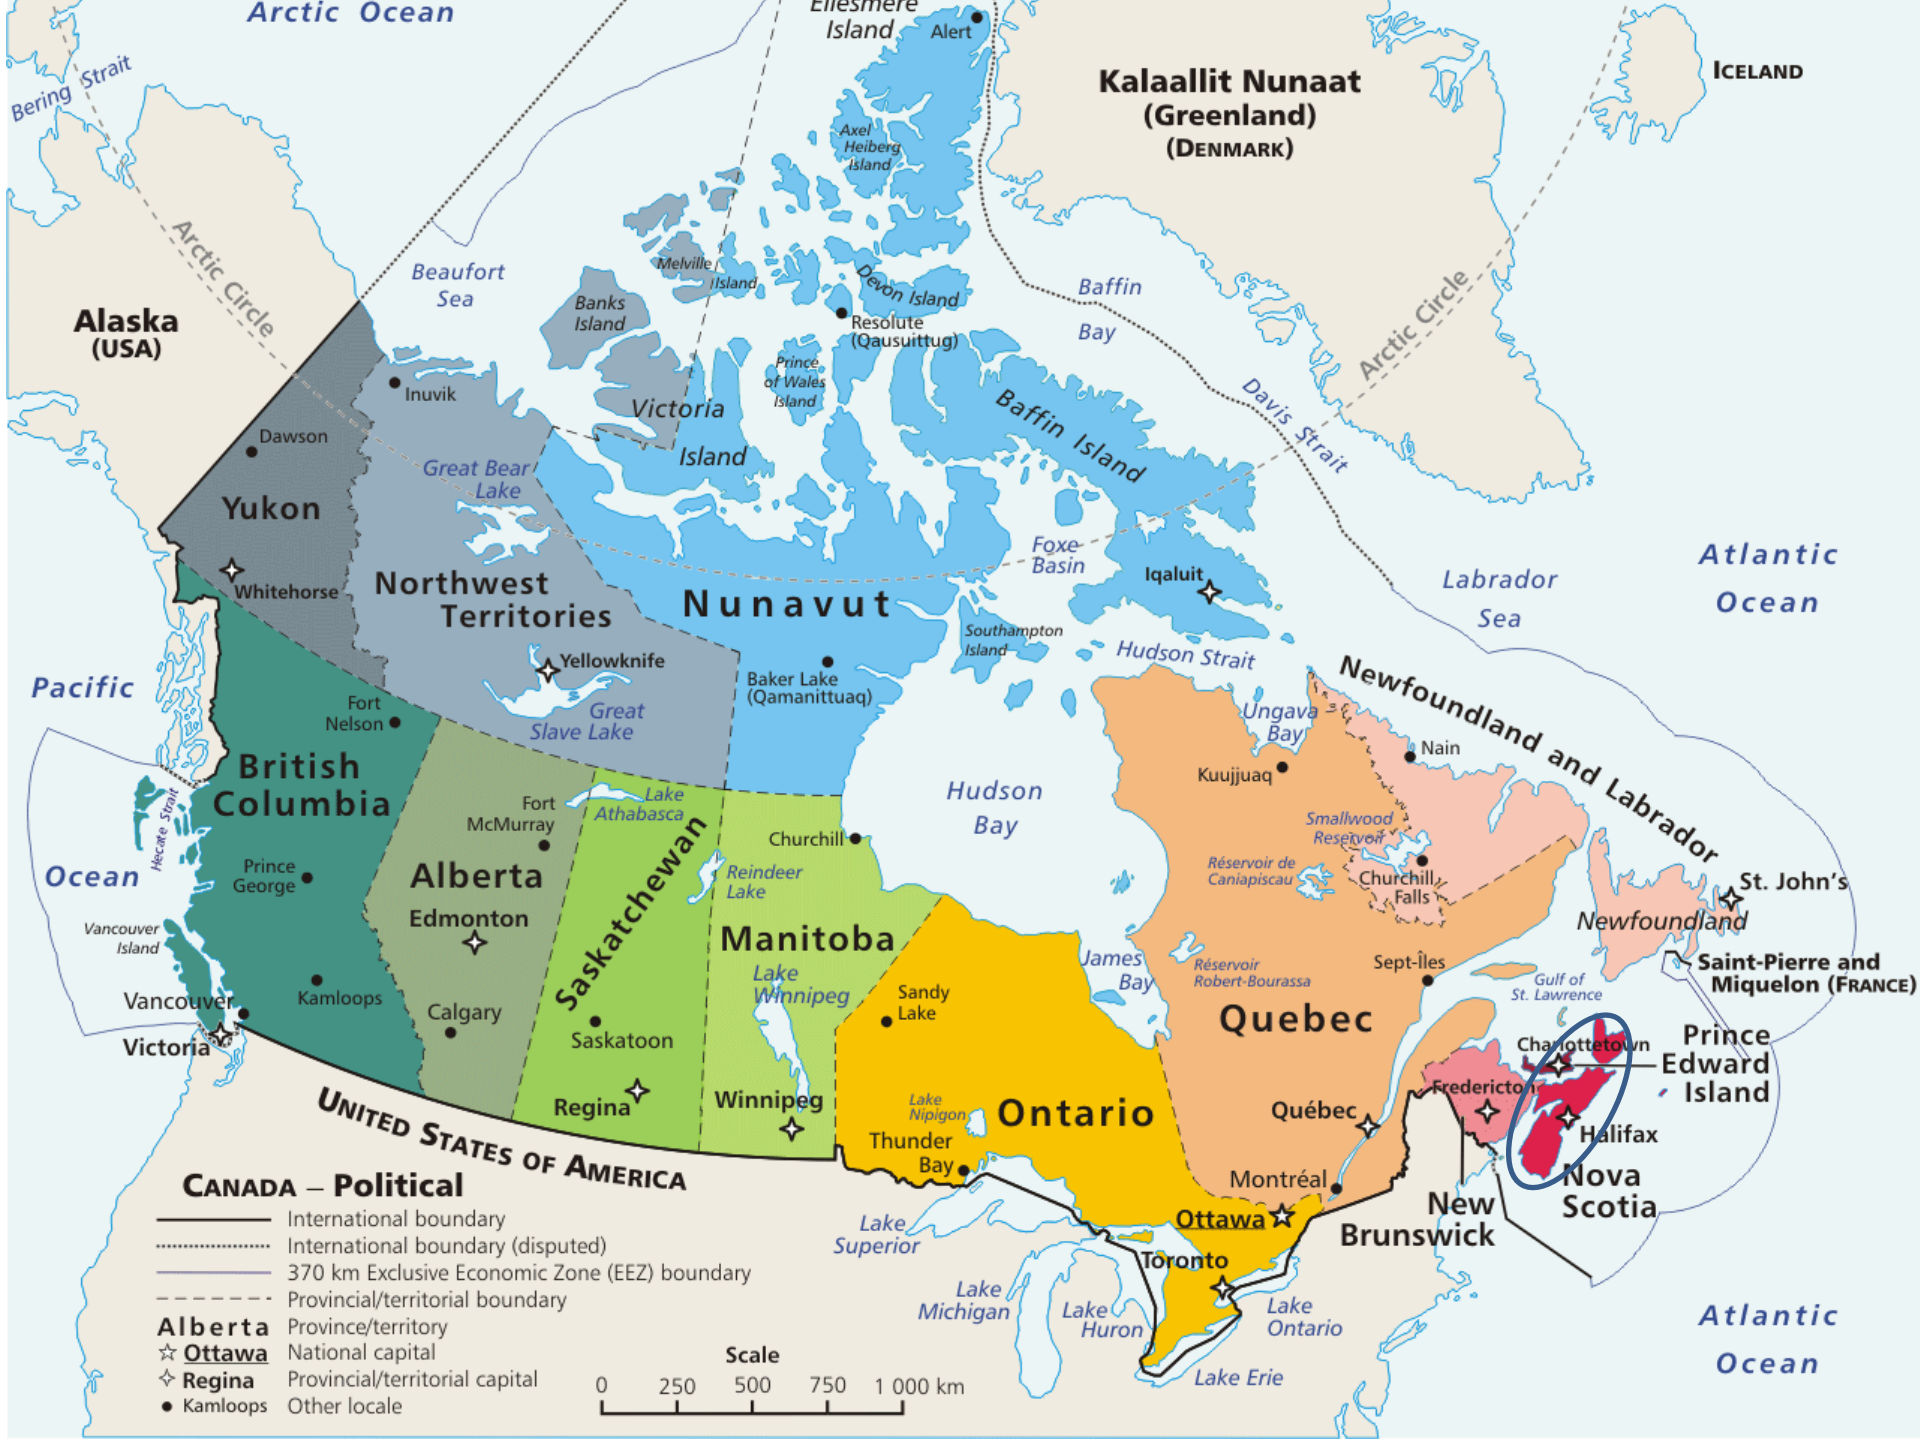 Arctic Ocean
Ellesmere
Island
Alert
Bering Strait
Kalaallit Nunaat
(Greenland)
(DENMARK)
ICELAND
Axel
Heiberg
Island
Arctic Circle
Beaufort
Sea
Melville
Island
Devon Island
Baffin
Bay
Arctic Circle
Alaska
(USA)
Banks
Island
Resolute
(Qausuittug)
Prince
of Wales
Island
Inuvik
Victoria
Island
Baffin Island
Davis Strait
Dawson
Great Bear
Lake
Yukon
Foxe
Basin
Atlantic
Ocean
Labrador
Sea
Iqaluit
Whitehorse
Northwest
Territories
Nunavut
Southampton
Island
Hudson Strait
Yellowknife
Baker Lake
(Qamanittuaq)
Great
Slave Lake
Pacific
Ocean
Fort
Nelson
Ungava
Bay
Newfoundland and Labrador
Nain
Kuujjuaq
British
Columbia
Hecate Strait
Fort
McMurray
Lake
Athabasca
Hudson
Bay
Churchill
Smallwood
Reservoir
Réservoir de
Caniapiscau
Churchill
Falls
Prince
George
Alberta
Edmonton
Saskatchewan
Reindeer
Lake
St. John's
Newfoundland
Vancouver
Island
Manitoba
Lake
Winnipeg
James
Bay
Réservoir
Robert-Bourassa
Sept-Îles
Gulf of
St. Lawrence
Saint-Pierre and
Miquelon (FRANCE)
Vancouver
Kamloops
Calgary
Sandy
Lake
Quebec
Victoria
Saskatoon
Charlottetown
Prince
Edward
Island
Regina
Winnipeg
Lake
Nipigon
Ontario
Québec
Fredericton
Halifax
UNITED STATES OF AMERICA
Thunder
Bay
Montréal
Nova
Scotia
New
Brunswick
Ottawa
Toronto
Lake
Superior
Lake
Michigan
Lake
Huron
Lake
Ontario
Lake Erie
Atlantic
Ocean
CANADA – Political
International boundary
International boundary (disputed)
370 km Exclusive Economic Zone (EEZ) boundary
Provincial/territorial boundary
Alberta Province/territory
Ottawa National capital
Regina Provincial/territorial capital
Kamloops Other locale
Scale
0 250 500 750 1 000 km